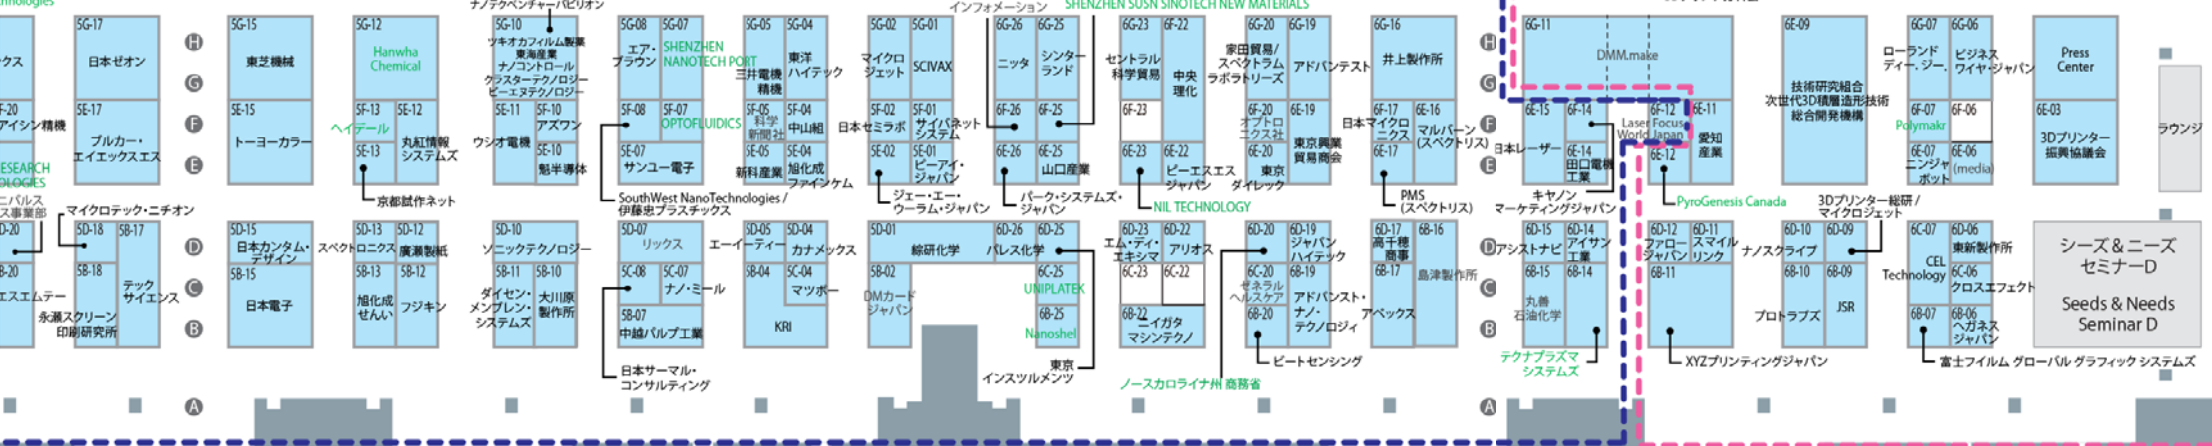 ナノテクベンチャーパビリオン
インフォメーション
SHENZHEN SUSN SINOTECH NEW MATERIALS
5G-17
日本ゼオン
H
G
5G-15
東芝機械
5G-12
Hanwha
Chemical
5G-10
ツキオカフィルム製薬
東海産業
ナノコントロール
クラスターテクノロジー
ビーエヌテクノロジー
5G-08
エア・
ブラウン
5G-07
SHENZHEN
NANOTECH PORT
5G-05
三井電機
精機
5G-04
東洋
ハイテック
5G-02
マイクロ
ジェット
5G-01
SCIVAX
6G-26
ニッタ
6G-25
シンター
ランド
6G-23
セントラル
科学貿易
6F-22
中央
理化
6G-20
家田貿易/
スペクトラム
ラボラトリーズ
6G-19
アドバンテスト
6G-16
井上製作所
H
G
6G-11
DMM.make
6E-09
技術研究組合
次世代3D積層造形技術
総合開発機構
6G-07
ローランド
ディー.ジー.
6G-06
ビジネス
ワイヤ・ジャパン
Press
Center
クス
F-20
アイシン精機
5E-17
ブルカー・
エイエックスエス
F
E
5E-15
トーヨーカラー
5F-13
ヘイデール
5E-13
5E-12
丸紅情報
システムズ
京都試作ネット
5E-11
ウシオ電機
5F-10
アズワン
5E-10
魁半導体
5F-08
5F-07
OPTOFLUIDICS
5E-07
サンユー電子
SouthWest NanoTechnologies /
伊藤忠プラスチックス
5F-05
科学
新聞社
5E-05
新科産業
5F-04
中山組
5E-04
旭化成
ファインケム
5F-02
日本セミラボ
5E-02
5F-01
サイバネット
システム
5E-01
ビーアイ・
ジャパン
ジェー・エー・
ウーラム・ジャパン
6F-26
6F-25
6E-26
6E-25
山口産業
パーク・システムズ・
ジャパン
6F-23
6E-23
6E-22
ビーエスエス
ジャパン
NIL TECHNOLOGY
6F-20
オプトロ
ニクス社
6E-20
東京
ダイレック
6E-19
東京興業
貿易商会
6F-17
日本マイクロ
ニクス
6E-17
6E-16
マルバーン
(スペクトリス)
PMS
(スペクトリス)
F
E
6E-15
日本レーザー
6F-14
6E-14
田口電機
工業
キヤノン
マーケティングジャパン
6F-12
Laser Focus
World Japan
6E-12
6E-11
愛知
産業
PyroGenesis Canada
3Dプリンター総研 /
マイクロジェット
6F-07
Polymakr
6F-06
6E-07
ニンジャ
ボット
6E-06
(media)
6E-03
3Dプリンター
振興協議会
ラウンジ
マイクロテック・ニチオン
D-20
B-20
エスエムテー
5D-18
5B-17
テック
サイエンス
5B-18
永瀬スクリーン
印刷研究所
D
C
B
5D-15
日本カンタム・
デザイン
5B-15
日本電子
5D-13
スペクトロニクス
5D-12
廣瀬製紙
5B-13
旭化成
せんい
5B-12
フジキン
5D-10
ソニックテクノロジー
5B-11
ダイセン・
メンブレン・
システムズ
5B-10
大川原
製作所
5D-07
リックス
5C-08
5C-07
ナノ・ミール
5B-07
中越パルプ工業
日本サーマル・
コンサルティング
5D-05
エーイーティー
5D-04
カナメックス
5B-04
5C-04
マツボー
KRI
5D-01
綜研化学
5B-02
DMカード
ジャパン
6D-26
パレス化学
6D-25
6C-25
UNIPLATEK
6B-25
Nanoshel
東京
インスツルメンツ
6D-23
エム・ディ・
エキシマ
6D-22
アリオス
6C-23
6C-22
6B-22
ニイガタ
マシンテクノ
ノースカロライナ州 商務省
6D-20
6D-19
ジャパン
ハイテック
6C-20
ゼネラル
ヘルスケア
6B-20
6B-19
アドバンスト・
ナノ・
テクノロジィ
ビートセンシング
6D-17
高千穂
商事
6B-17
アペックス
6B-16
島津製作所
D
C
B
6D-15
アシストナビ
6D-14
アイサン
工業
6B-15
丸善
石油化学
6B-14
テクナプラズマ
システムズ
6D-12
ファロー
ジャパン
6D-11
スマイル
リンク
6B-11
XYZプリンティングジャパン
6D-10
ナノスクライブ
6D-09
6B-10
プロトラブズ
6B-09
JSR
6C-07
CEL
Technology
6B-07
6D-06
東新製作所
6C-06
クロスエフェクト
6B-06
ヘガネス
ジャパン
富士フイルム グローバル グラフィック システムズ
シーズ & ニーズ
セミナーD
Seeds & Needs
Seminar D
A
A